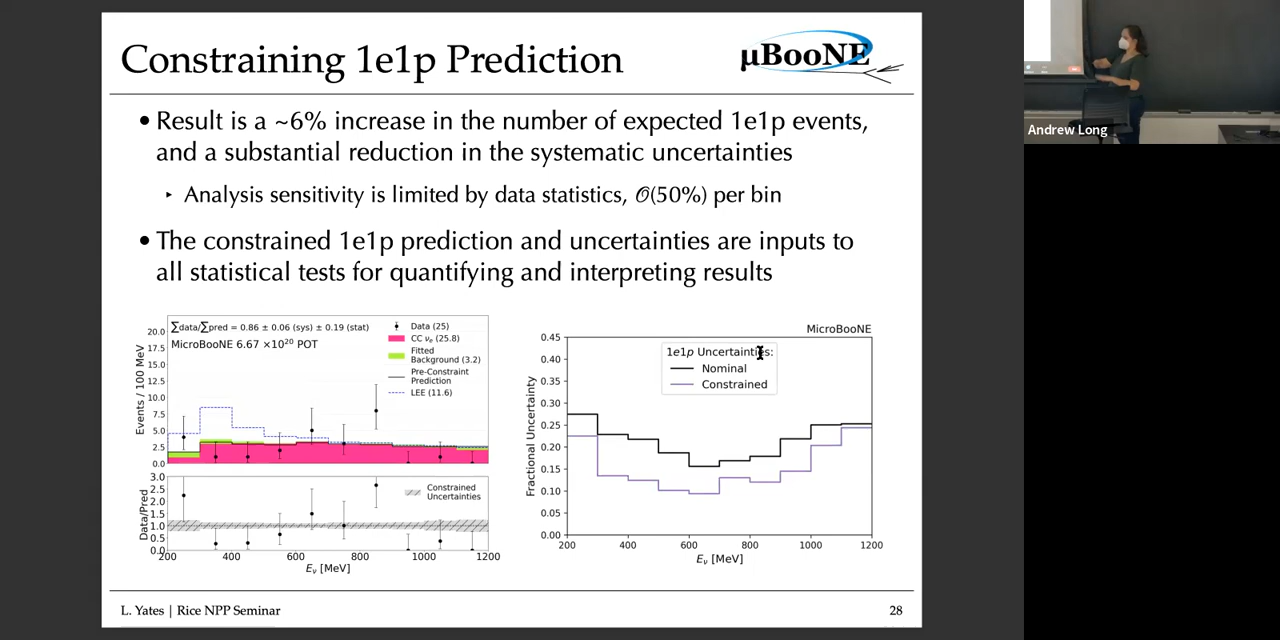 Constraining 1e1p Prediction
μBooNE
• Result is a ~6% increase in the number of expected 1e1p events,
and a substantial reduction in the systematic uncertainties
‣ Analysis sensitivity is limited by data statistics, 𝒪(50%) per bin
• The constrained 1e1p prediction and uncertainties are inputs to
all statistical tests for quantifying and interpreting results
∑data/∑pred = 0.86 ± 0.06 (sys) ± 0.19 (stat)
MicroBooNE 6.67 ×10²⁰ POT
Data (25)
CC νe (25.8)
Fitted
Background (3.2)
Pre-Constraint
Prediction
LEE (11.6)
Events / 100 MeV
20.0
17.5
15.0
12.5
10.0
7.5
5.0
2.5
0.0
Constrained
Uncertainties
Data/Pred
3.0
2.5
2.0
1.5
1.0
0.5
0.0
200 400 600 800 1000 1200
Eν [MeV]
MicroBooNE
1e1p Uncertainties:
Nominal
Constrained
Fractional Uncertainty
0.45
0.40
0.35
0.30
0.25
0.20
0.15
0.10
0.05
0.00
200 400 600 800 1000 1200
Eν [MeV]
L. Yates | Rice NPP Seminar
28
Andrew Long